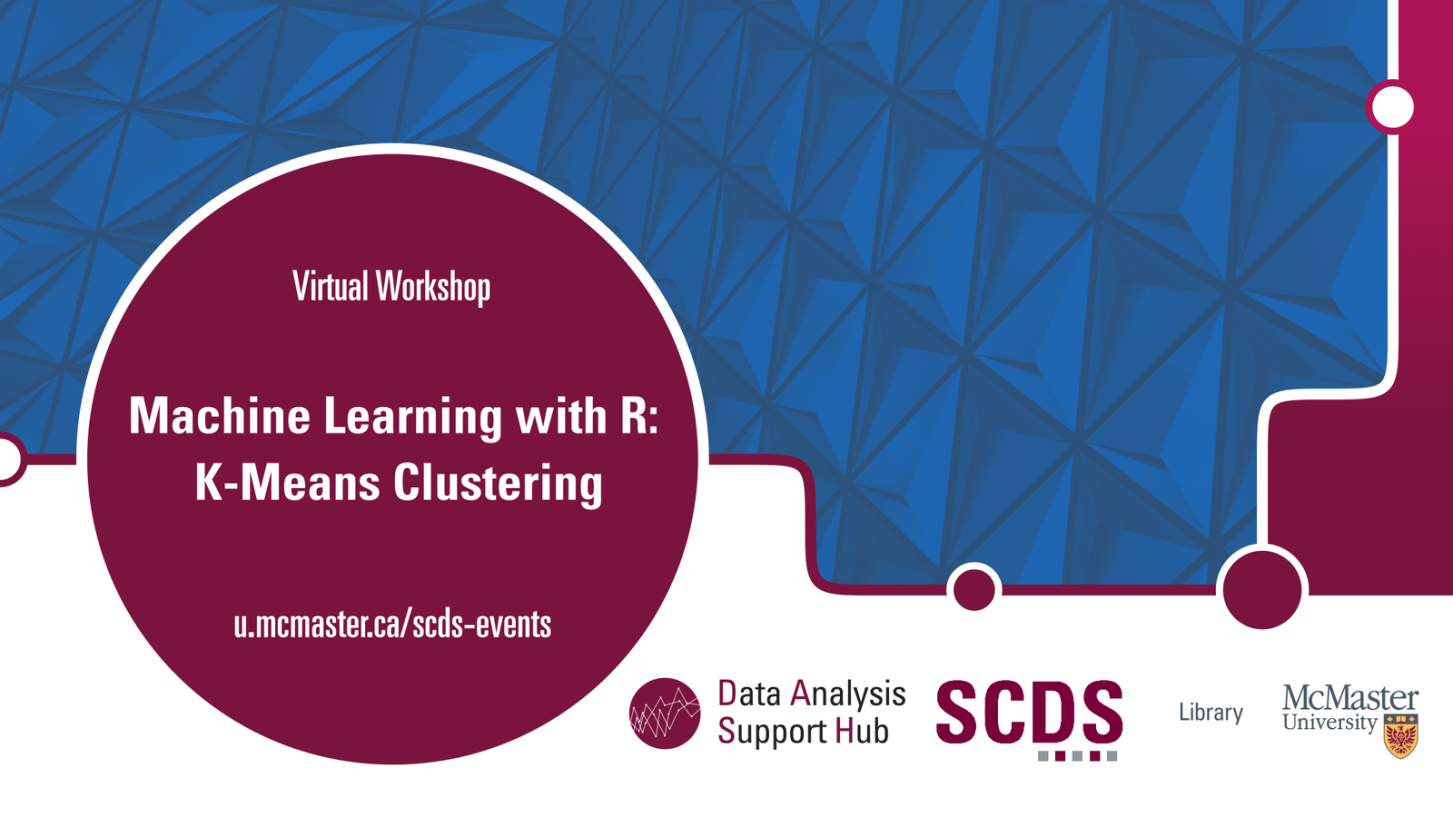 Virtual Workshop
Machine Learning with R:
K-Means Clustering
u.mcmaster.ca/scds-events
Data Analysis
Support Hub
SCDS
Library
McMaster
University